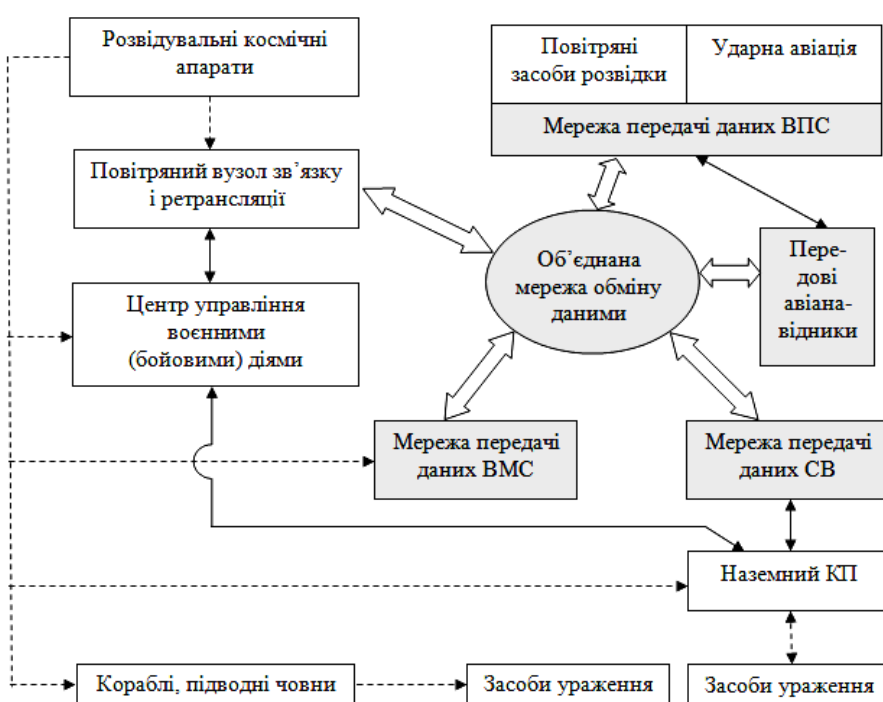 Розвідувальні космічні
апарати
Повітряні
засоби розвідки
Ударна авіація
Мережа передачі даних ВПС
Повітряний вузол зв’язку
і ретрансляції
Об’єднана
мережа обміну
даними
Пере-
дові
авіана-
відники
Центр управління
воєнними
(бойовими) діями
Мережа передачі
даних ВМС
Мережа передачі
даних СВ
Наземний КП
Кораблі, підводні човни
Засоби ураження
Засоби ураження